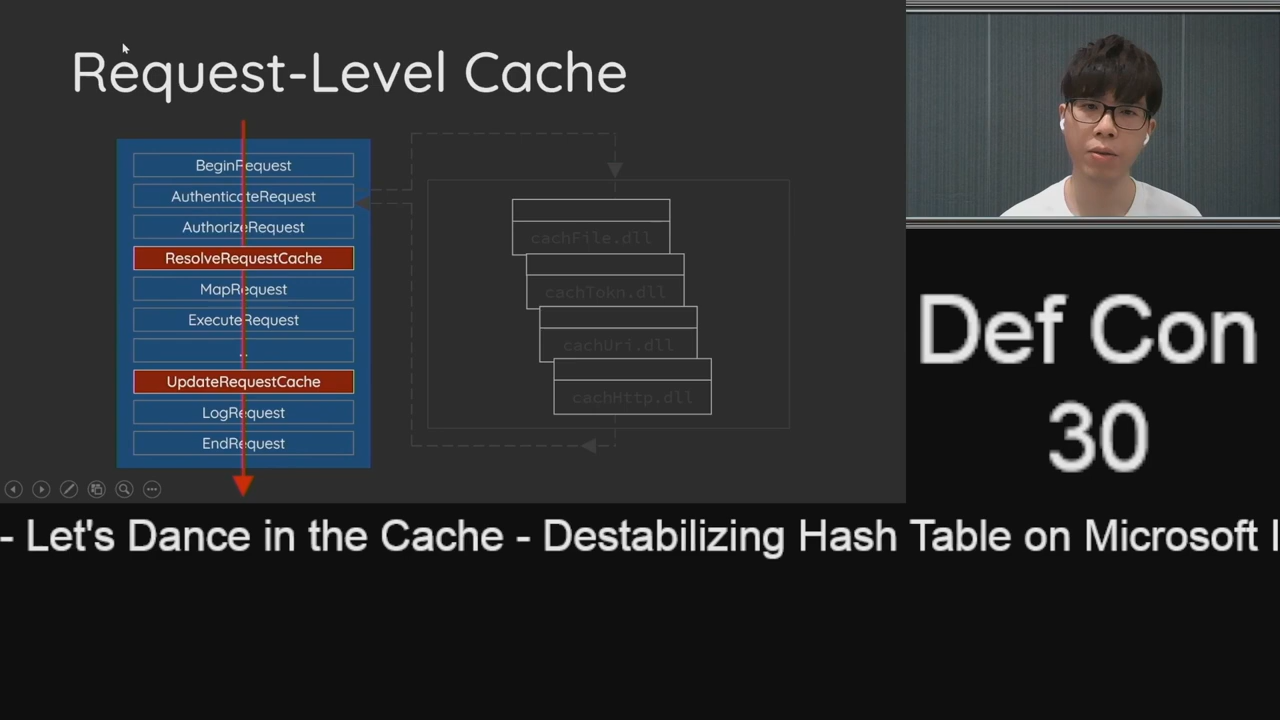 Request-Level Cache
BeginRequest
AuthenticateRequest
AuthorizeRequest
ResolveRequestCache
MapRequest
ExecuteRequest
..
UpdateRequestCache
LogRequest
EndRequest
cachFile.dll
cachTokn.dll
cachUri.dll
cachHttp.dll
Def Con
30
- Let's Dance in the Cache - Destabilizing Hash Table on Microsoft I